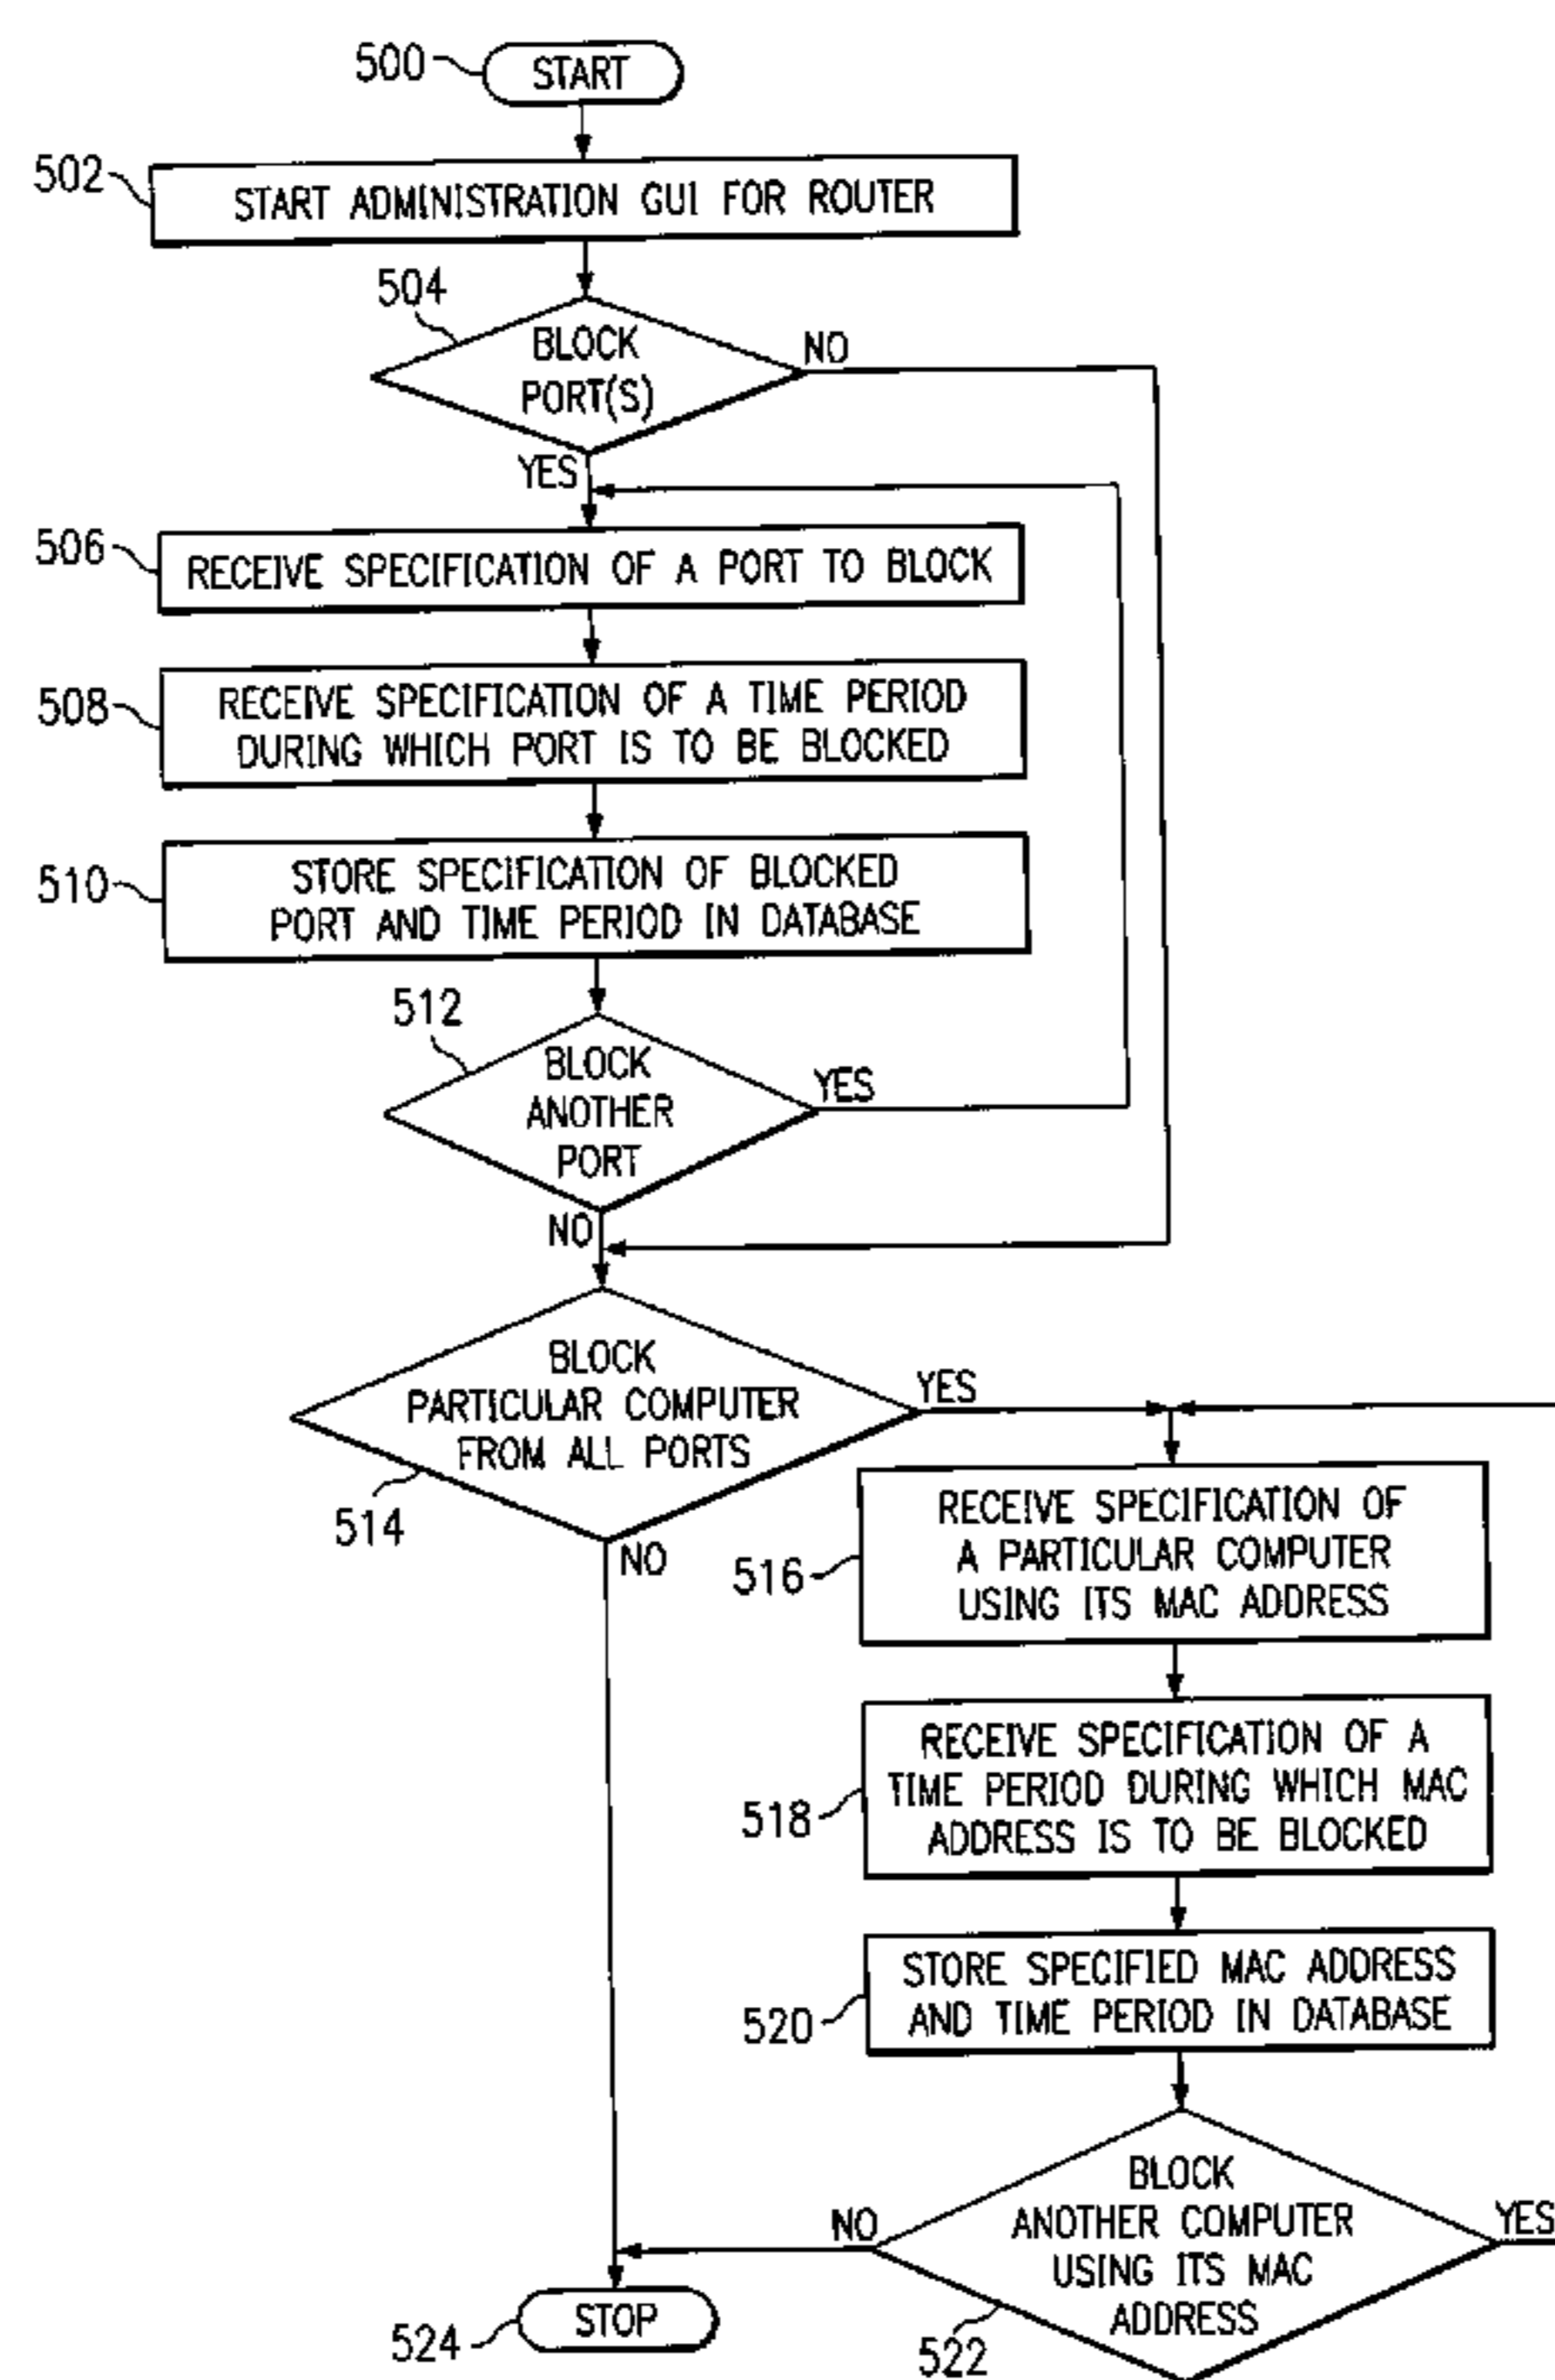 500
START
502
START ADMINISTRATION GUI FOR ROUTER
504
BLOCK
PORT(S)
NO
YES
506
RECEIVE SPECIFICATION OF A PORT TO BLOCK
508
RECEIVE SPECIFICATION OF A TIME PERIOD
DURING WHICH PORT IS TO BE BLOCKED
510
STORE SPECIFICATION OF BLOCKED
PORT AND TIME PERIOD IN DATABASE
512
BLOCK
ANOTHER
PORT
YES
NO
BLOCK
PARTICULAR COMPUTER
FROM ALL PORTS
YES
514
NO
516
RECEIVE SPECIFICATION OF
A PARTICULAR COMPUTER
USING ITS MAC ADDRESS
518
RECEIVE SPECIFICATION OF A
TIME PERIOD DURING WHICH MAC
ADDRESS IS TO BE BLOCKED
520
STORE SPECIFIED MAC ADDRESS
AND TIME PERIOD IN DATABASE
BLOCK
ANOTHER COMPUTER
USING ITS MAC
ADDRESS
NO
YES
522
524
STOP